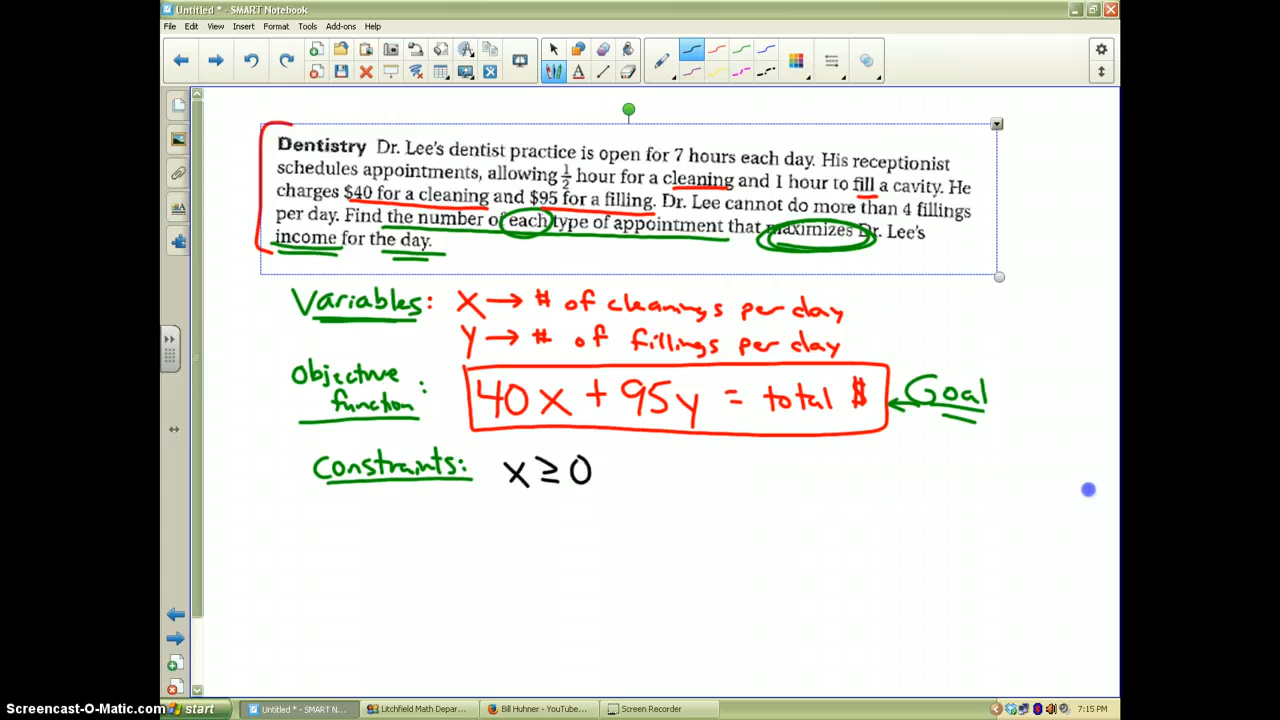 Untitled * - SMART Notebook
File Edit View Insert Format Tools Add-ons Help
Dentistry Dr. Lee's dentist practice is open for 7 hours each day. His receptionist
schedules appointments, allowing 1/2 hour for a cleaning and 1 hour to fill a cavity. He
charges $40 for a cleaning and $95 for a filling. Dr. Lee cannot do more than 4 fillings
per day. Find the number of each type of appointment that maximizes Dr. Lee's
income for the day.
Variables: X → # of cleanings per day
Y → # of fillings per day
Objective function: 40x + 95y = total $ ← Goal
Constraints: x ≥ 0
Screencast-O-Matic.com
start Untitled * - SMART N... Litchfield Math Depar... Bill Huhner - YouTube... Screen Recorder 7:15 PM